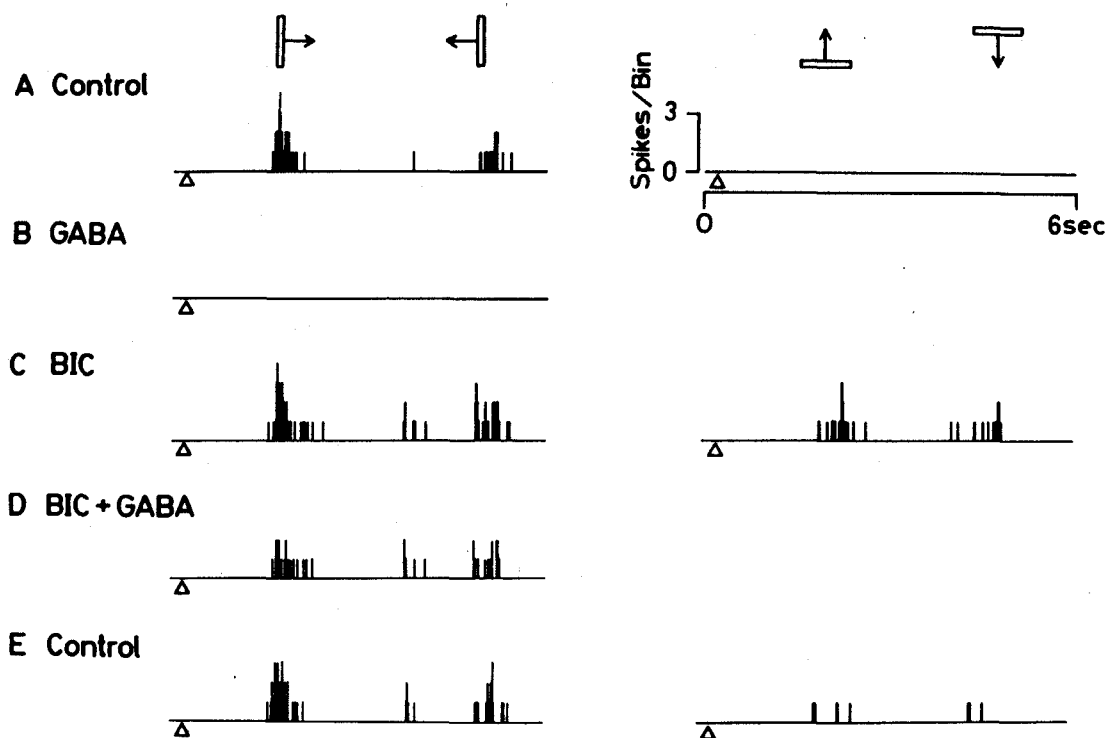 A Control
Spikes/Bin
3
0
0
6sec
B GABA
C BIC
D BIC+GABA
E Control